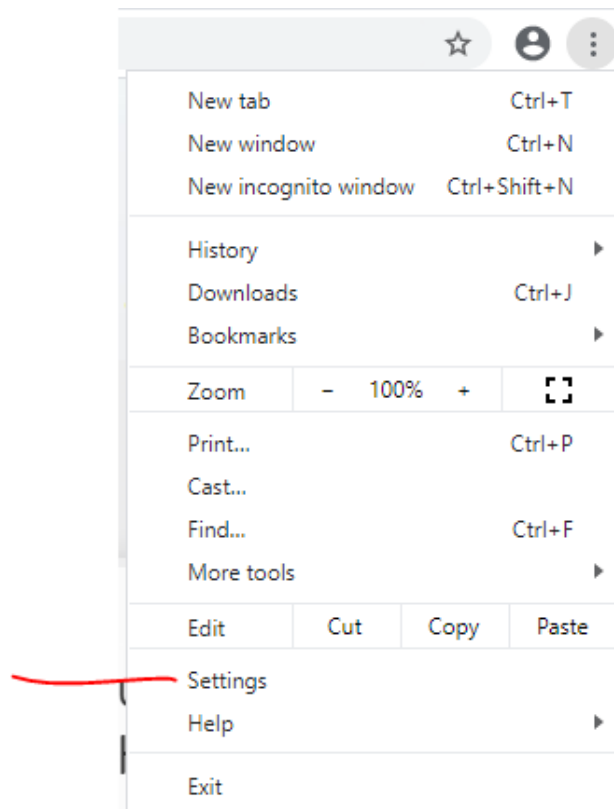 New tab Ctrl+T
New window Ctrl+N
New incognito window Ctrl+Shift+N
History
Downloads Ctrl+J
Bookmarks
Zoom - 100% +
Print... Ctrl+P
Cast...
Find... Ctrl+F
More tools
Edit Cut Copy Paste
Settings
Help
Exit